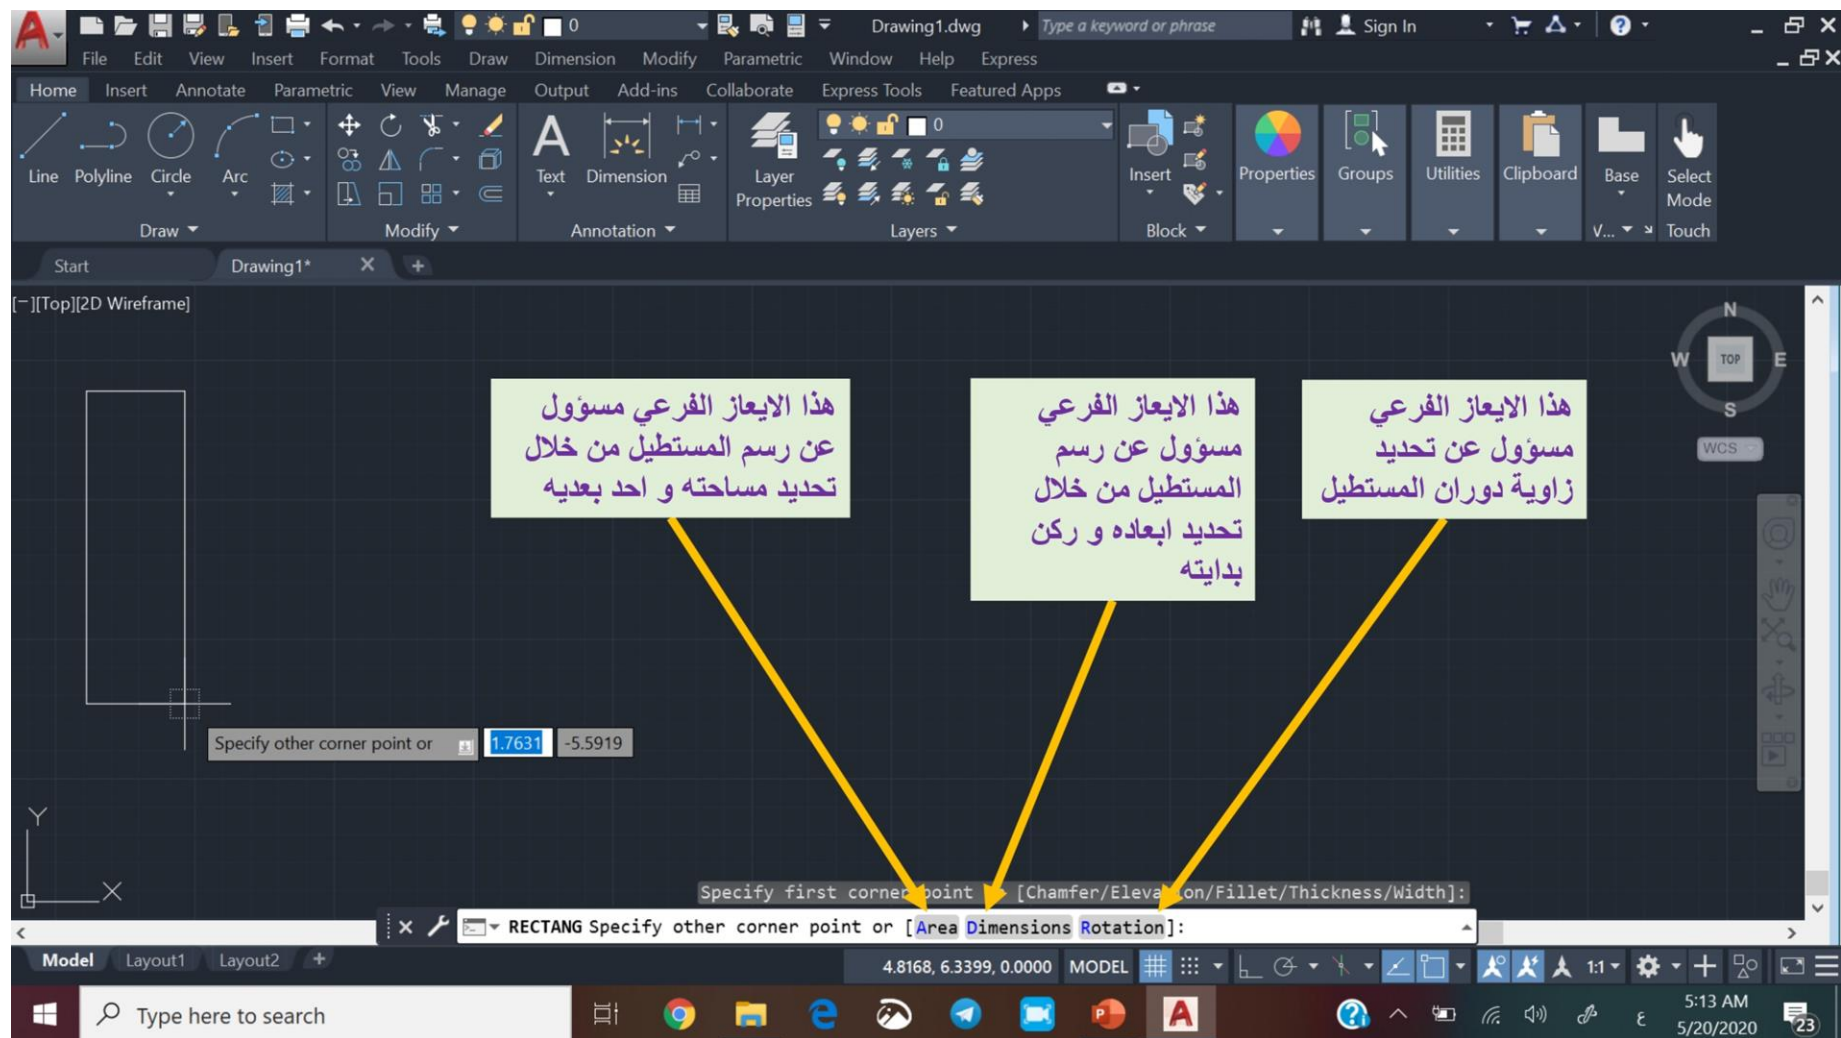 0
Drawing1.dwg
Type a keyword or phrase
Sign In
File Edit View Insert Format Tools Draw Dimension Modify Parametric Window Help Express
Home Insert Annotate Parametric View Manage Output Add-ins Collaborate Express Tools Featured Apps
0
Line Polyline Circle Arc
Text Dimension
Layer
Properties
Insert
Properties Groups Utilities Clipboard Base
Select
Mode
Draw Modify Annotation Layers Block V... Touch
Start Drawing1*
[−][Top][2D Wireframe]
N
W TOP E
S
WCS
هذا الايعاز الفرعي مسؤول
عن رسم المستطيل من خلال
تحديد مساحته و احد بعديه
هذا الايعاز الفرعي
مسؤول عن رسم
المستطيل من خلال
تحديد ابعاده و ركن
بدايته
هذا الايعاز الفرعي
مسؤول عن تحديد
زاوية دوران المستطيل
Specify other corner point or 1.7631 -5.5919
Y
X
Specify first corner point [Chamfer/Eleva on/Fillet/Thickness/Width]:
RECTANG Specify other corner point or [Area Dimensions Rotation]:
Model Layout1 Layout2 +
4.8168, 6.3399, 0.0000 MODEL 1:1
Type here to search
ع
5:13 AM
5/20/2020
23